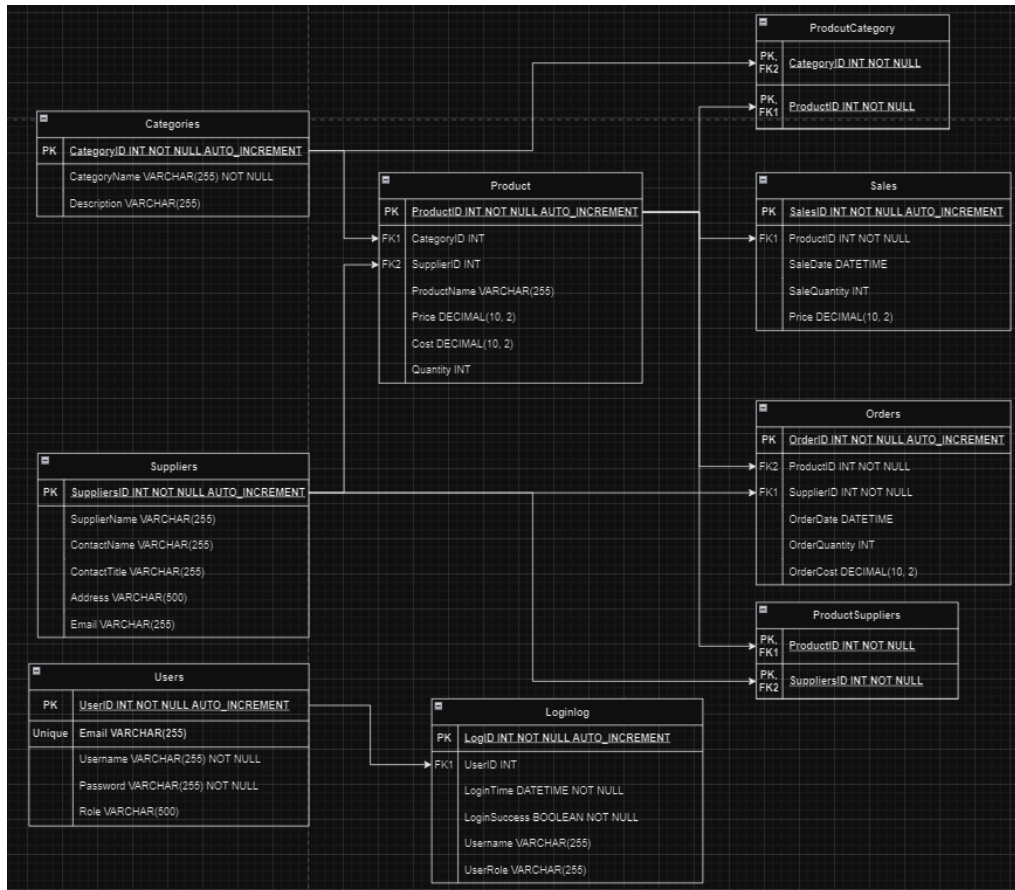 ProdcutCategory
PK, FK2 CategoryID INT NOT NULL
PK, FK1 ProductID INT NOT NULL
Categories
PK CategoryID INT NOT NULL AUTO_INCREMENT
CategoryName VARCHAR(255) NOT NULL
Description VARCHAR(255)
Product
PK ProductID INT NOT NULL AUTO_INCREMENT
FK1 CategoryID INT
FK2 SupplierID INT
ProductName VARCHAR(255)
Price DECIMAL(10, 2)
Cost DECIMAL(10, 2)
Quantity INT
Sales
PK SalesID INT NOT NULL AUTO_INCREMENT
FK1 ProductID INT NOT NULL
SaleDate DATETIME
SaleQuantity INT
Price DECIMAL(10, 2)
Orders
PK OrderID INT NOT NULL AUTO_INCREMENT
FK2 ProductID INT NOT NULL
FK1 SupplierID INT NOT NULL
OrderDate DATETIME
OrderQuantity INT
OrderCost DECIMAL(10, 2)
Suppliers
PK SuppliersID INT NOT NULL AUTO_INCREMENT
SupplierName VARCHAR(255)
ContactName VARCHAR(255)
ContactTitle VARCHAR(255)
Address VARCHAR(500)
Email VARCHAR(255)
ProductSuppliers
PK, FK1 ProductID INT NOT NULL
PK, FK2 SuppliersID INT NOT NULL
Users
PK UserID INT NOT NULL AUTO_INCREMENT
Unique Email VARCHAR(255)
Username VARCHAR(255) NOT NULL
Password VARCHAR(255) NOT NULL
Role VARCHAR(500)
Loginlog
PK LogID INT NOT NULL AUTO_INCREMENT
FK1 UserID INT
LoginTime DATETIME NOT NULL
LoginSuccess BOOLEAN NOT NULL
Username VARCHAR(255)
UserRole VARCHAR(255)